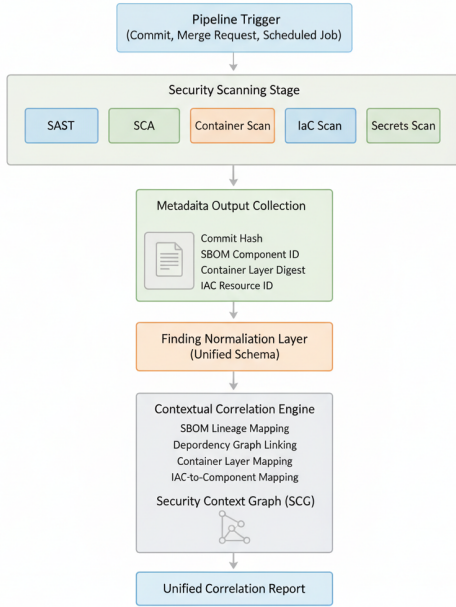 Pipeline Trigger
(Commit, Merge Request, Scheduled Job)
Security Scanning Stage
SAST
SCA
Container Scan
IaC Scan
Secrets Scan
Metadaita Output Collection
Commit Hash
SBOM Component ID
Container Layer Digest
IAC Resource ID
Finding Normaliation Layer
(Unified Schema)
Contextual Correlation Engine
SBOM Lineage Mapping
Depordency Graph Linking
Container Layer Mapping
IAC-to-Component Mapping
Security Context Graph (SCG)
Unified Correlation Report